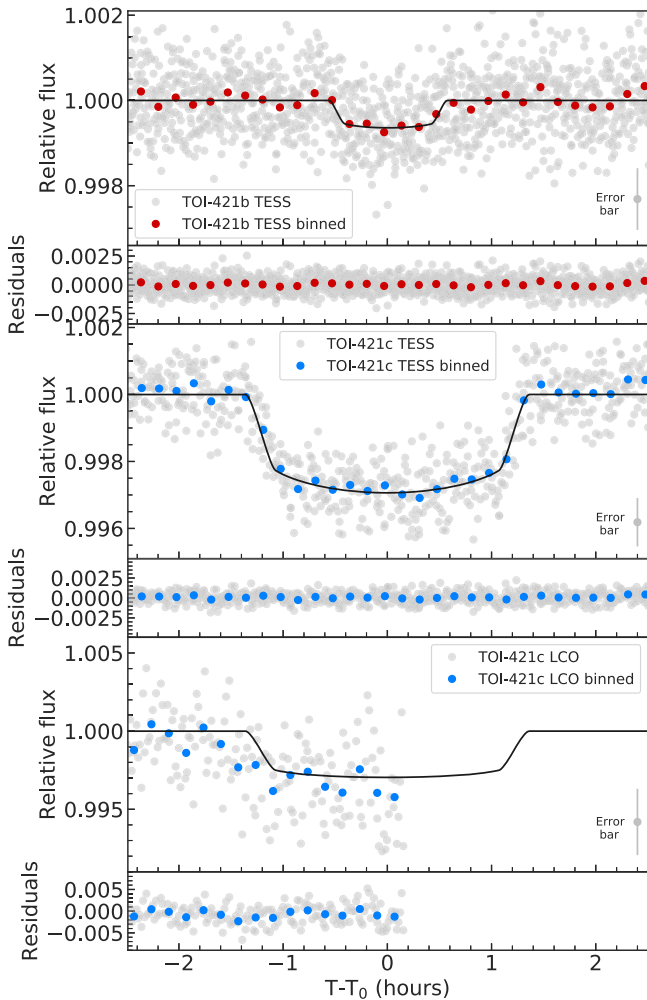 1.002
1.000
0.998
Relative flux
TOI-421b TESS
TOI-421b TESS binned
Error
bar
0.0025
0.0000
−0.0025
Residuals
1.002
1.000
0.998
0.996
Relative flux
TOI-421c TESS
TOI-421c TESS binned
Error
bar
0.0025
0.0000
−0.0025
Residuals
1.005
1.000
0.995
Relative flux
TOI-421c LCO
TOI-421c LCO binned
Error
bar
0.005
0.000
−0.005
Residuals
−2 −1 0 1 2
T-T0 (hours)